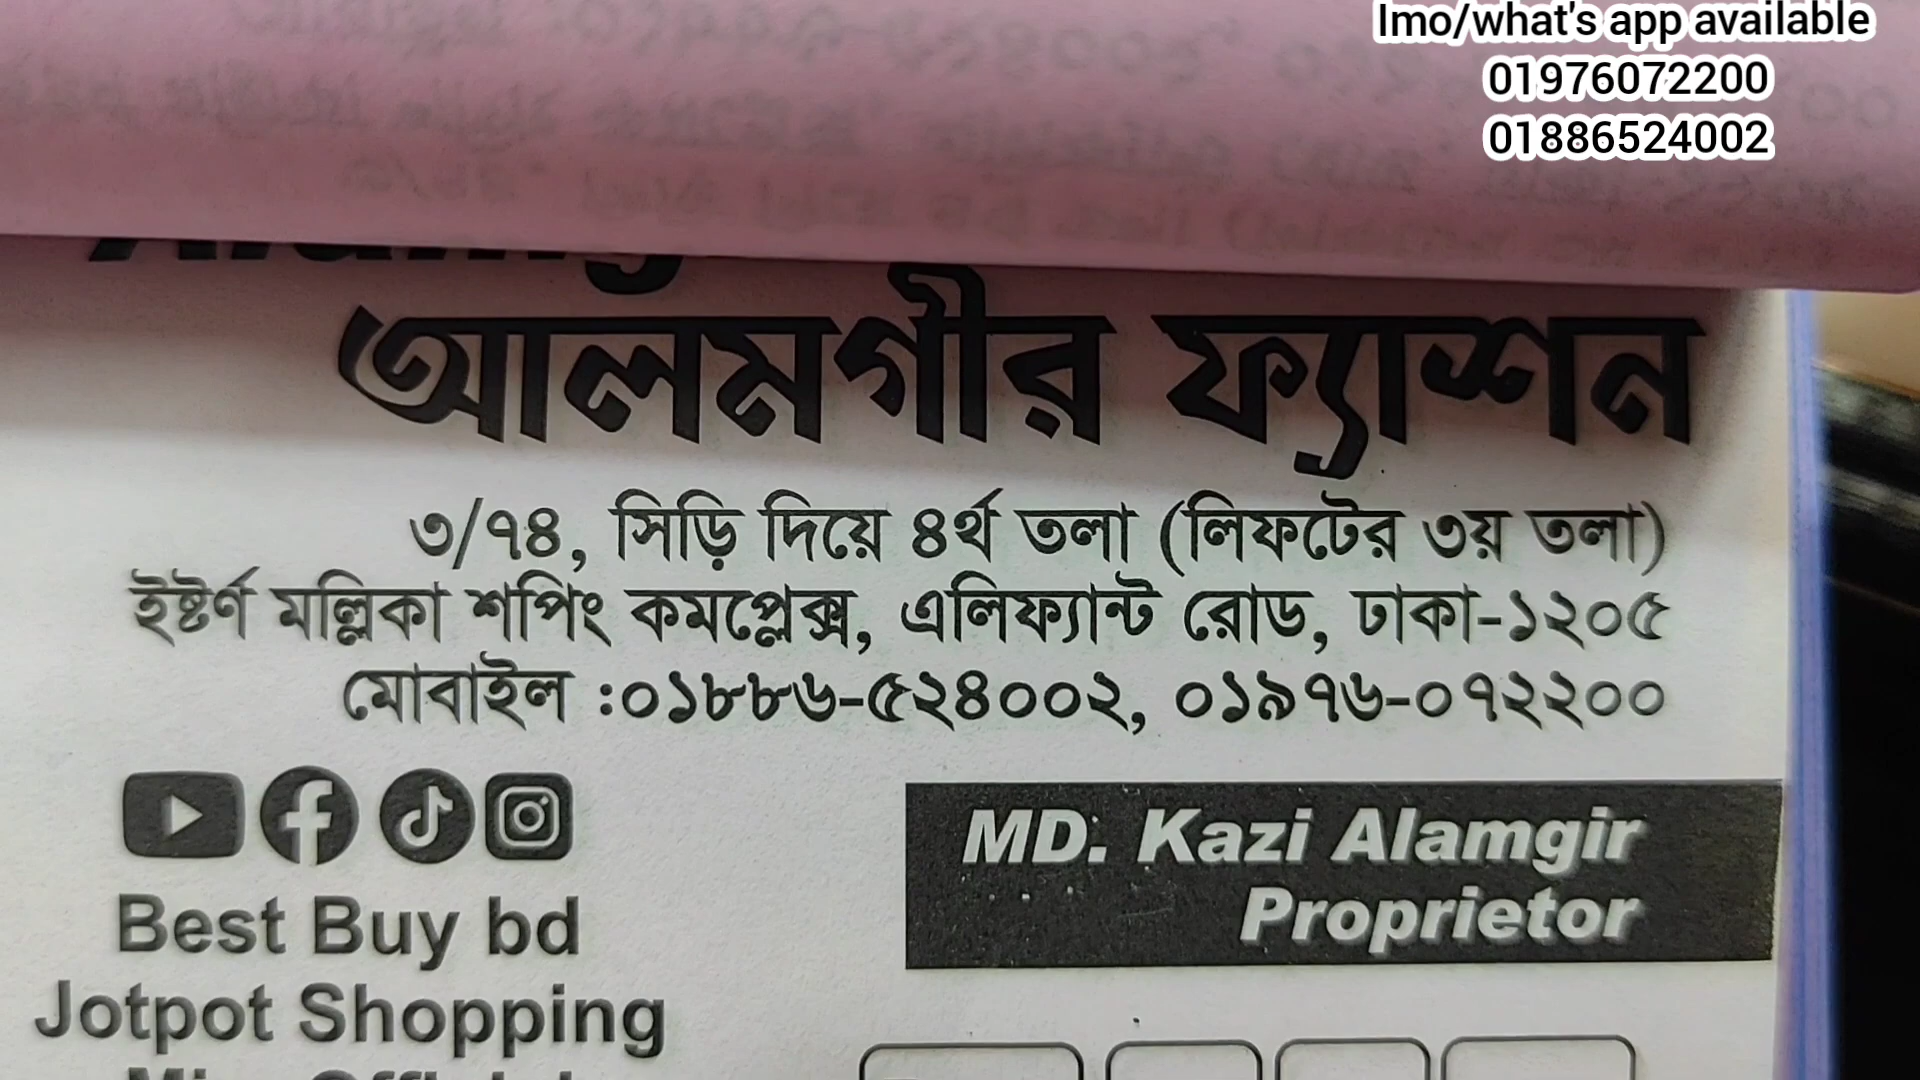 Imo/what's app available
01976072200
01886524002
আলমগীর ফ্যাশন
৩/৭৪, সিড়ি দিয়ে ৪র্থ তলা (লিফটের ৩য় তলা)
ইষ্টর্ণ মল্লিকা শপিং কমপ্লেক্স, এলিফ্যান্ট রোড, ঢাকা-১২০৫
মোবাইল :০১৮৮৬-৫২৪০০২, ০১৯৭৬-০৭২২০০
MD. Kazi Alamgir
Proprietor
Best Buy bd
Jotpot Shopping